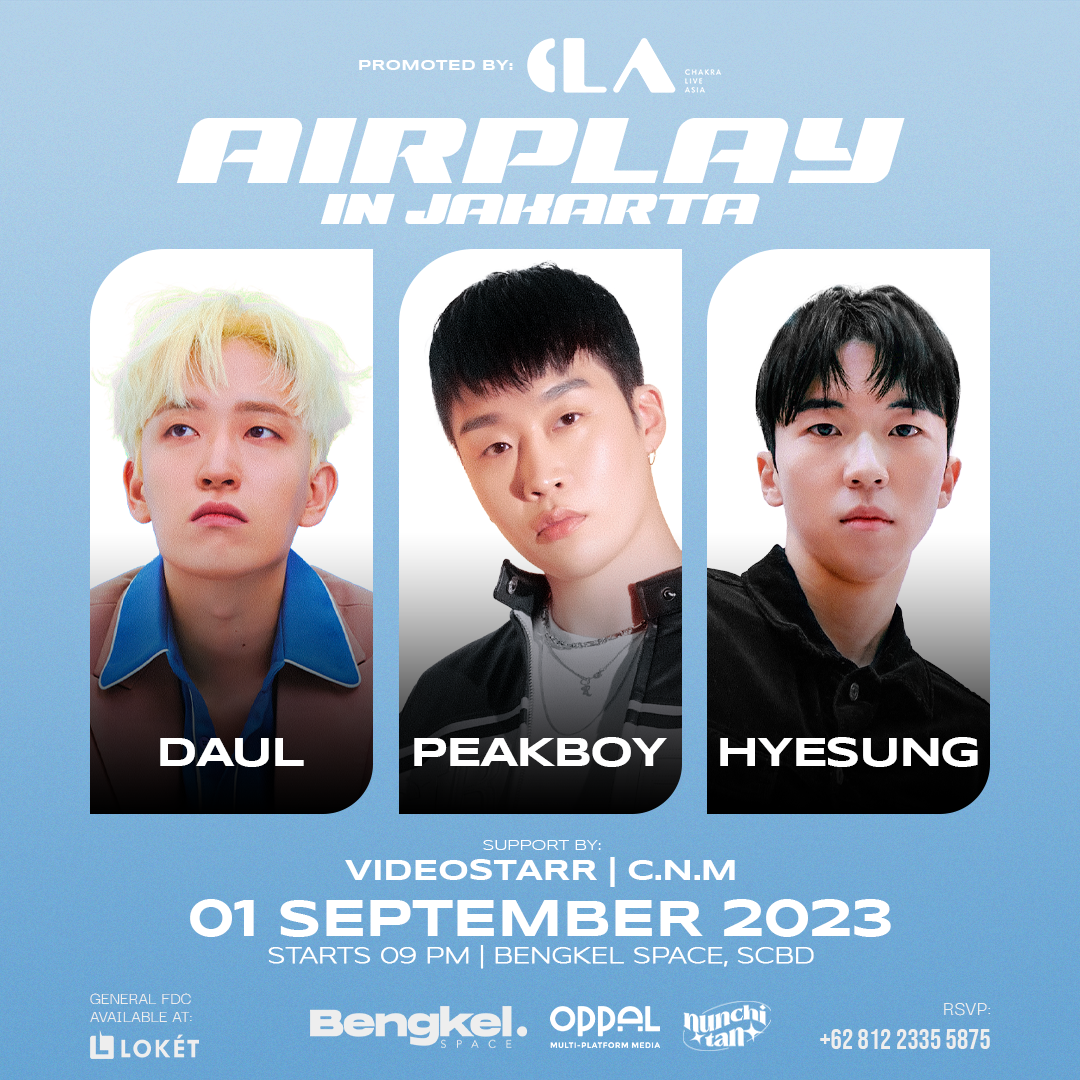 PROMOTED BY: CLA CHAKRA LIVE ASIA
AIRPLAY
IN JAKARTA
DAUL PEAKBOY HYESUNG
SUPPORT BY:
VIDEOSTARR | C.N.M
01 SEPTEMBER 2023
STARTS 09 PM | BENGKEL SPACE, SCBD
GENERAL FDC
AVAILABLE AT:
LOKÉT
Bengkel.
SPACE
OPPAL
MULTI-PLATFORM MEDIA
nunchi
tan
RSVP:
+62 812 2335 5875